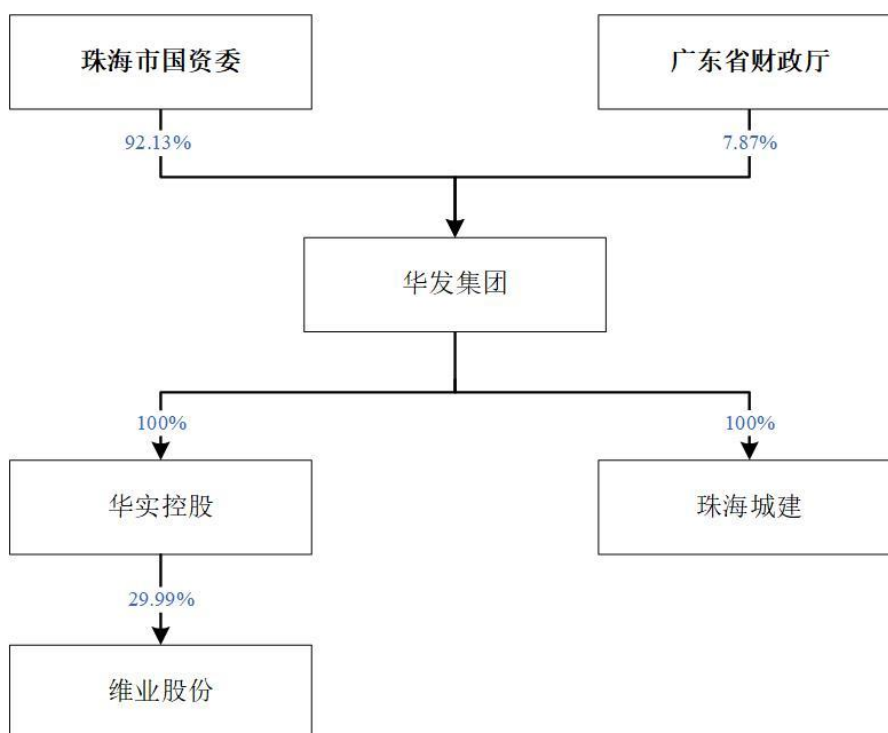 珠海市国资委
广东省财政厅
92.13%
7.87%
华发集团
100%
100%
华实控股
珠海城建
29.99%
维业股份